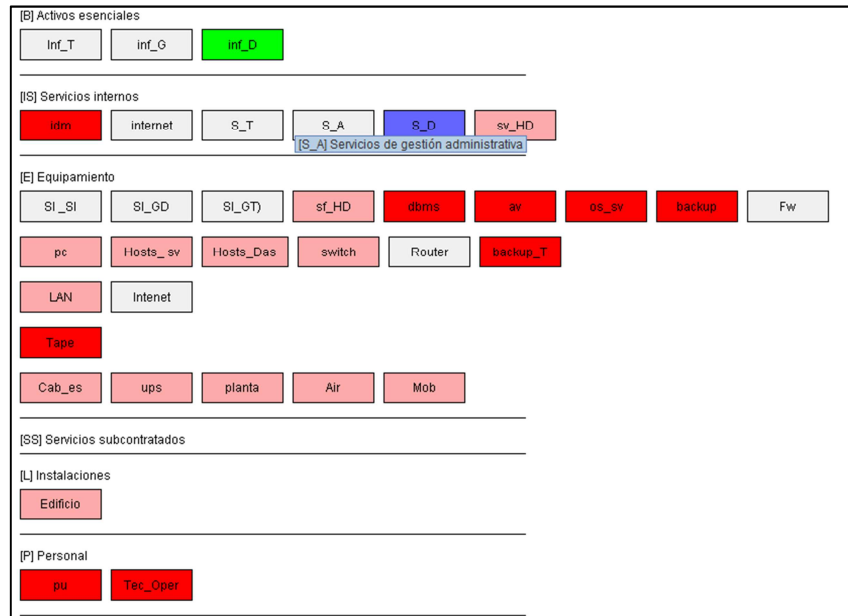 [B] Activos esenciales
Inf_T inf_G inf_D
[IS] Servicios internos
idm internet S_T S_A S_D sv_HD
[S_A] Servicios de gestión administrativa
[E] Equipamiento
SI_SI SI_GD SI_GT) sf_HD dbms av os_sv backup Fw
pc Hosts_ sv Hosts_Das switch Router backup_T
LAN Intenet
Tape
Cab_es ups planta Air Mob
[SS] Servicios subcontratados
[L] Instalaciones
Edificio
[P] Personal
pu Tec_Oper